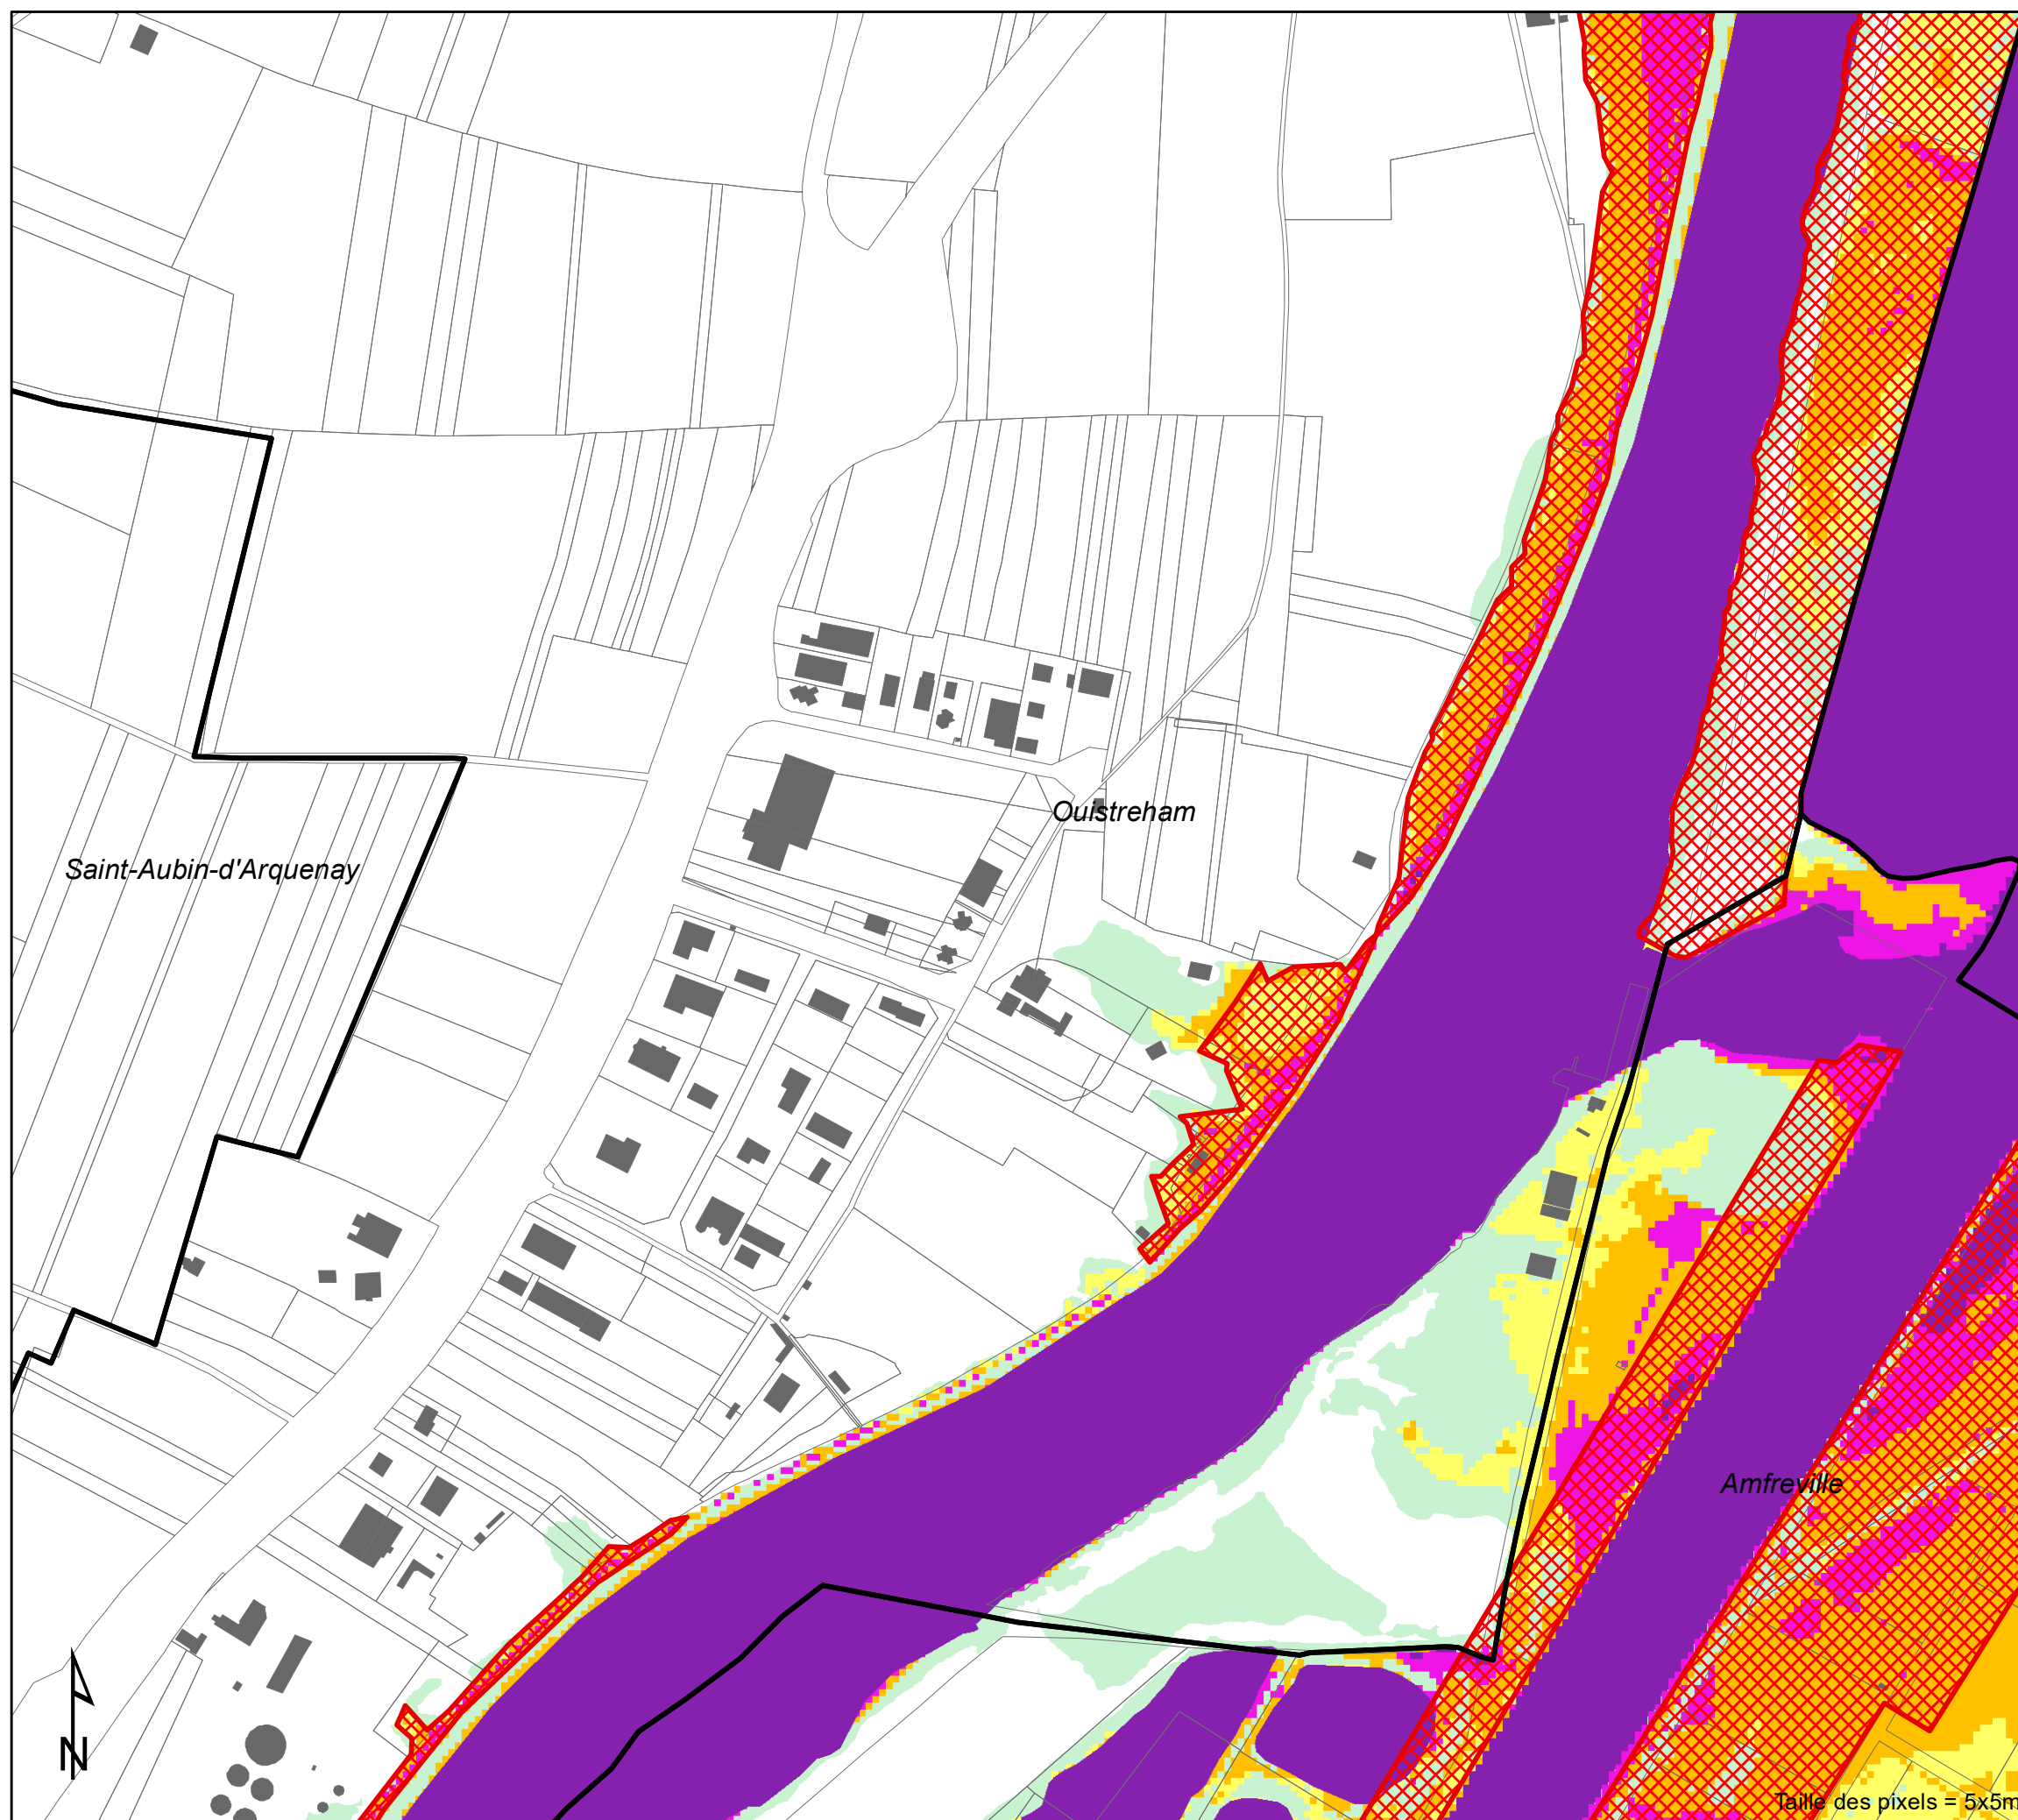 Ouistreham
Saint-Aubin-d'Arquenay
Amfreville
N
Taille des pixels = 5x5m